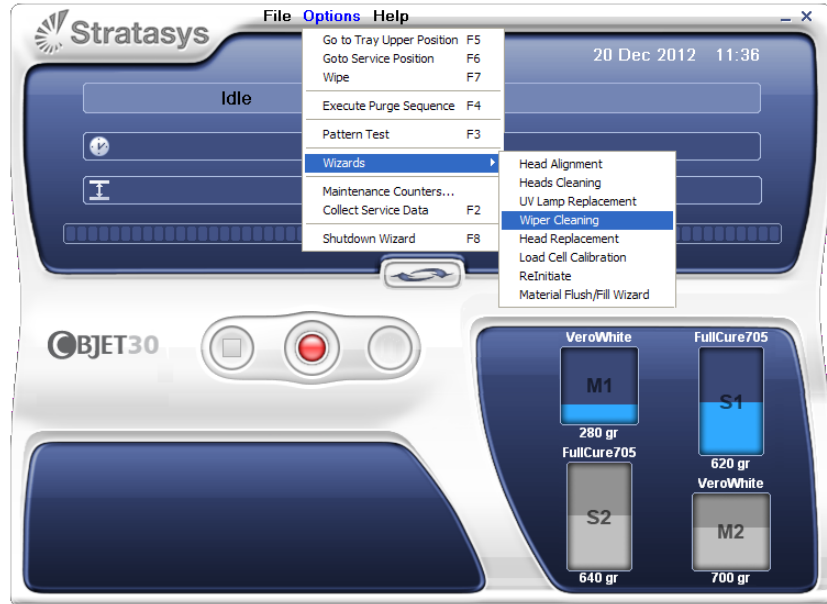 File Options Help
Stratasys
20 Dec 2012 11:36
Idle
Go to Tray Upper Position F5
Goto Service Position F6
Wipe F7
Execute Purge Sequence F4
Pattern Test F3
Wizards
Maintenance Counters...
Collect Service Data F2
Shutdown Wizard F8
Head Alignment
Heads Cleaning
UV Lamp Replacement
Wiper Cleaning
Head Replacement
Load Cell Calibration
ReInitiate
Material Flush/Fill Wizard
OBJET30
VeroWhite
M1
280 gr
FullCure705
S1
620 gr
FullCure705
S2
640 gr
VeroWhite
M2
700 gr